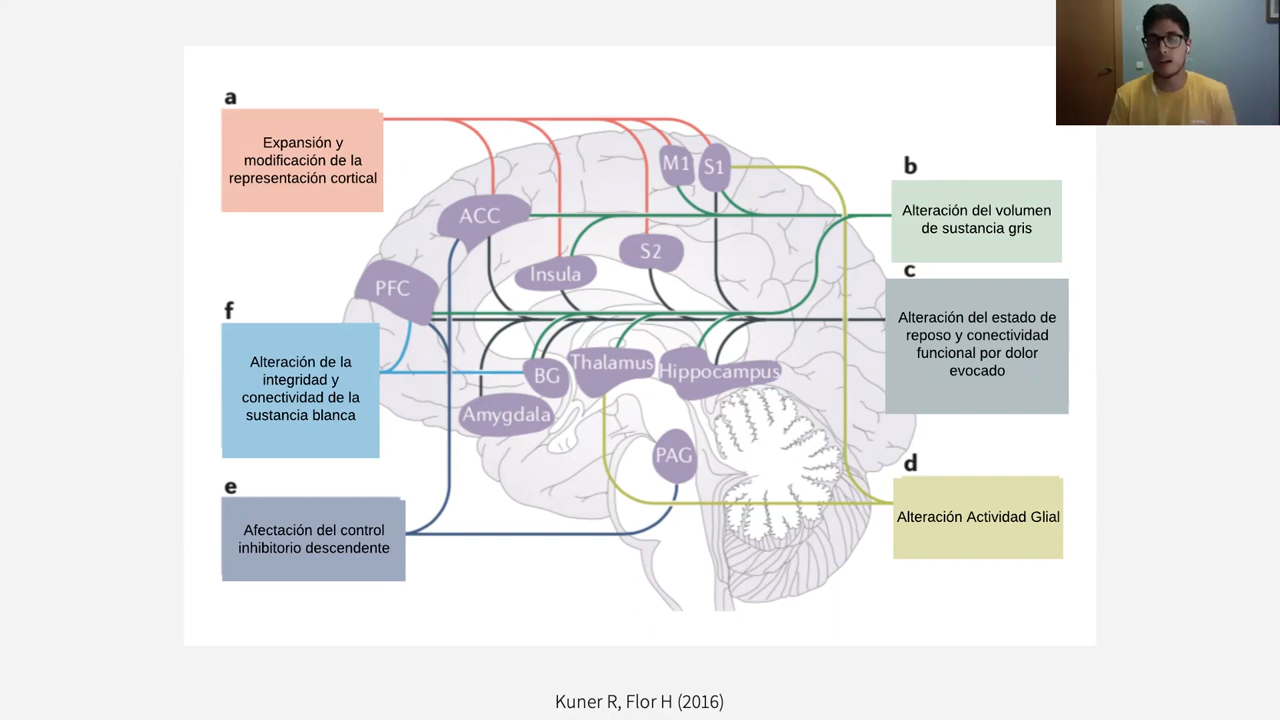 a
Expansión y
modificación de la
representación cortical
M1
S1
b
Alteración del volumen
de sustancia gris
ACC
S2
Insula
PFC
c
Alteración del estado de
reposo y conectividad
funcional por dolor
evocado
f
Alteración de la
integridad y
conectividad de la
sustancia blanca
BG
Thalamus
Hippocampus
Amygdala
PAG
d
Alteración Actividad Glial
e
Afectación del control
inhibitorio descendente
Kuner R, Flor H (2016)